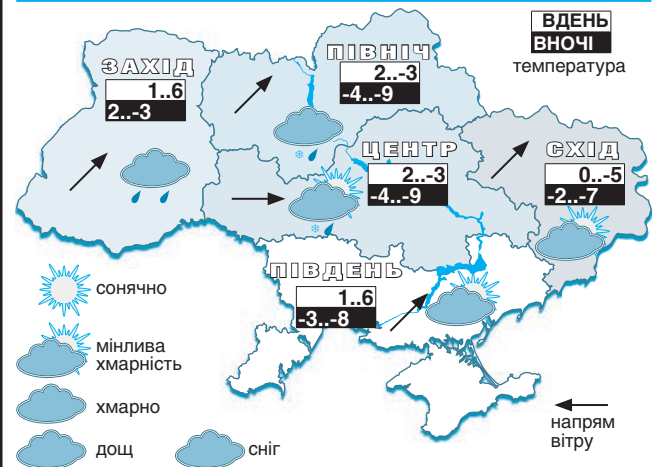 ВДЕНЬ
ВНОЧІ
температура
ЗАХІД
1..6
2..-3
ПІВНІЧ
2..-3
-4..-9
ЦЕНТР
2..-3
-4..-9
СХІД
0..-5
-2..-7
ПІВДЕНЬ
1..6
-3..-8
сонячно
мінлива
хмарність
хмарно
дощ
сніг
напрям
вітру